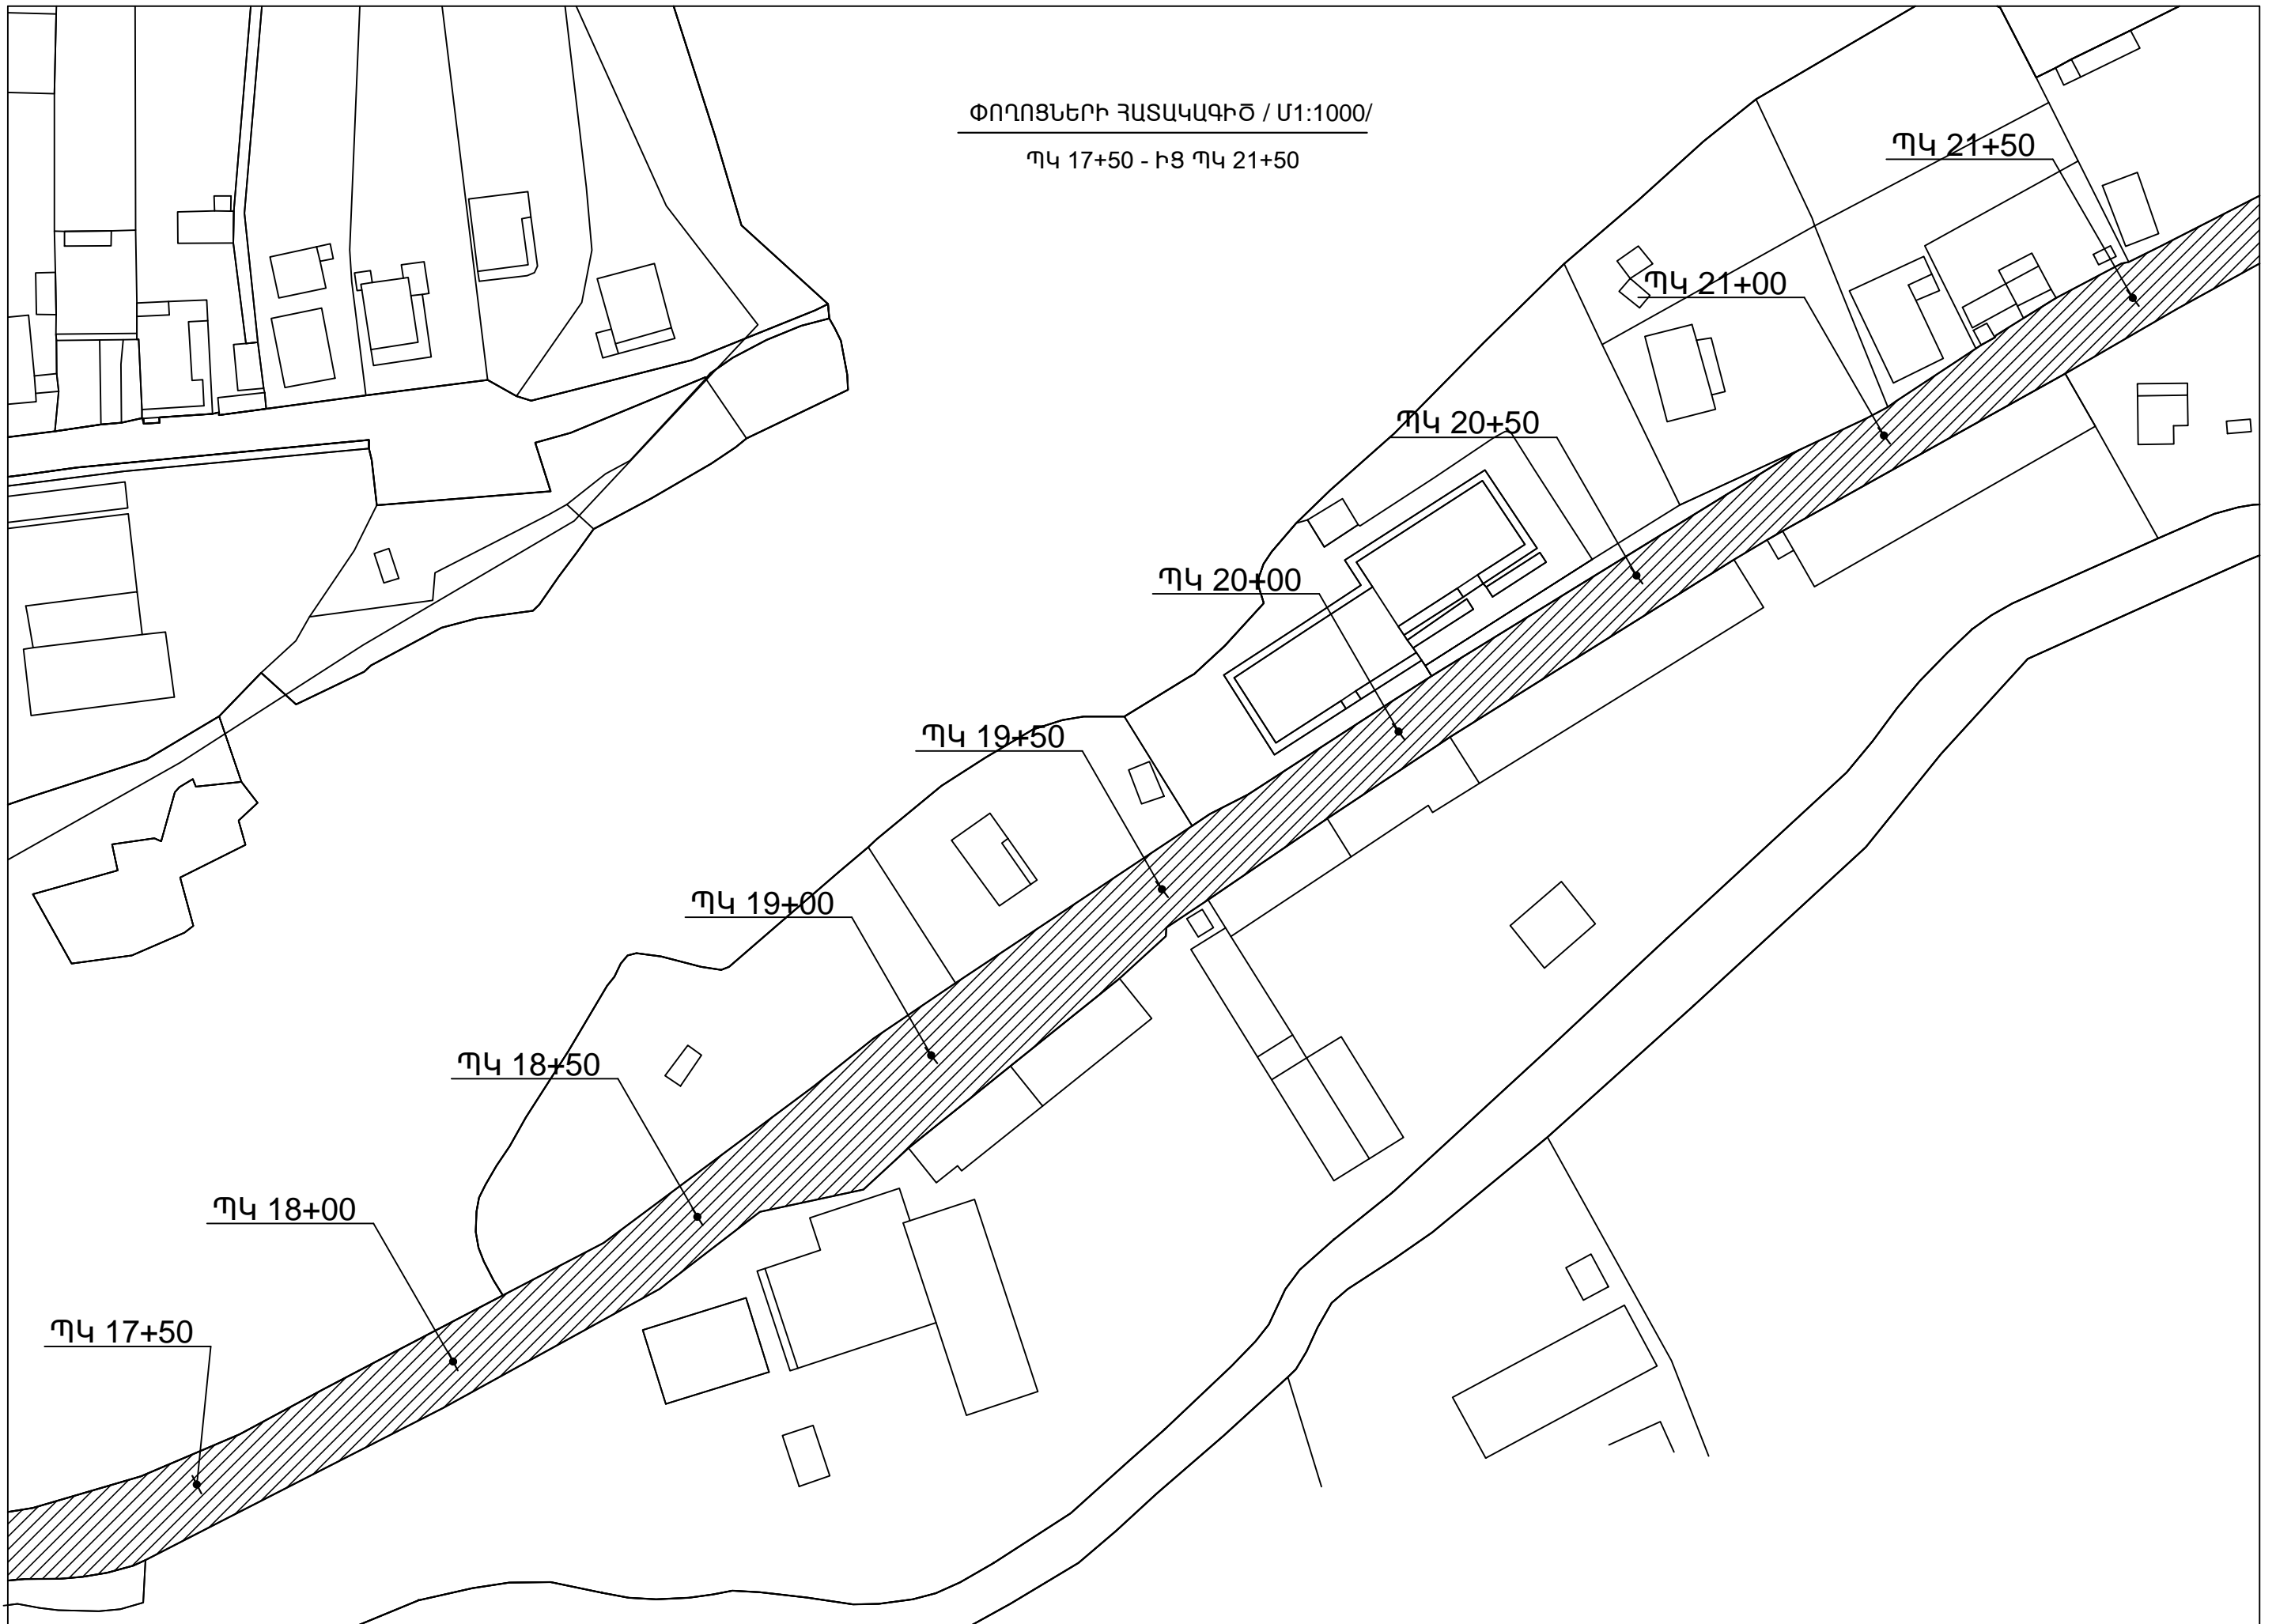 ՓՈՂՈՑՆԵՐԻ ՀԱՏԱԿԱԳԻԾ / Մ1:1000/
ՊԿ 17+50 - ԻՑ ՊԿ 21+50
ՊԿ 21+50
ՊԿ 21+00
ՊԿ 20+50
ՊԿ 20+00
ՊԿ 19+50
ՊԿ 19+00
ՊԿ 18+50
ՊԿ 18+00
ՊԿ 17+50